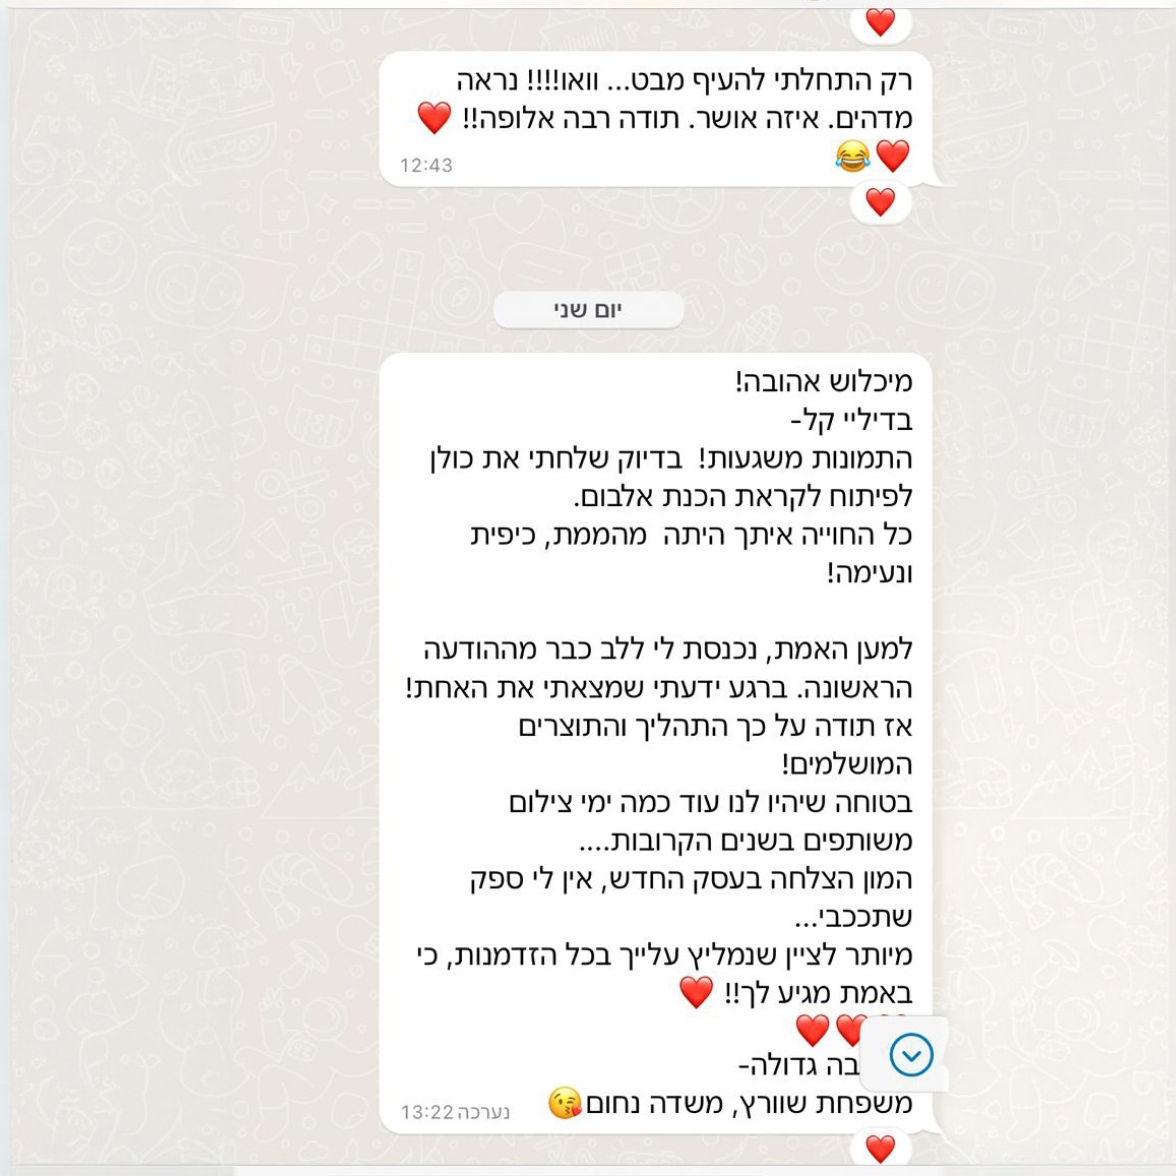 רק התחלתי להעיף מבט... וואו!!!! נראה
מדהים. איזה אושר. תודה רבה אלופה!! ❤️
❤️😂
12:43
יום שני
מיכלוש אהובה!
בדיליי קל-
התמונות משגעות!  בדיוק שלחתי את כולן
לפיתוח לקראת הכנת אלבום.
כל החוייה איתך היתה  מהממת, כיפית
ונעימה!
למען האמת, נכנסת לי ללב כבר מההודעה
הראשונה. ברגע ידעתי שמצאתי את האחת!
אז תודה על כך התהליך והתוצרים
המושלמים!
בטוחה שיהיו לנו עוד כמה ימי צילום
משותפים בשנים הקרובות....
המון הצלחה בעסק החדש, אין לי ספק
שתככבי...
מיותר לציין שנמליץ עלייך בכל הזדמנות, כי
באמת מגיע לך!! ❤️
❤️❤️
גדולה-
משפחת שוורץ, משדה נחום😘
נערכה 13:22